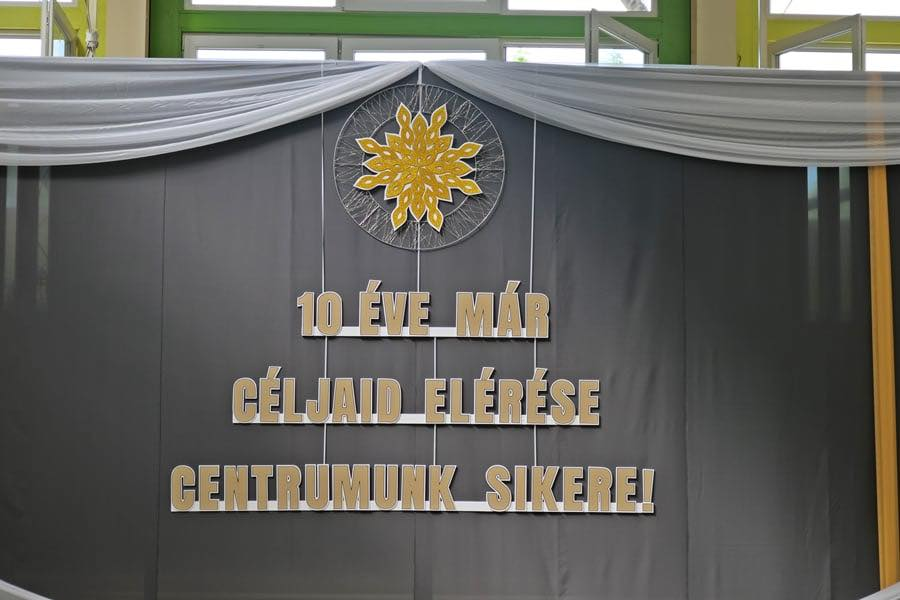 10 ÉVE MÁR
CÉLJAID ELÉRÉSE
CENTRUMUNK SIKERE!